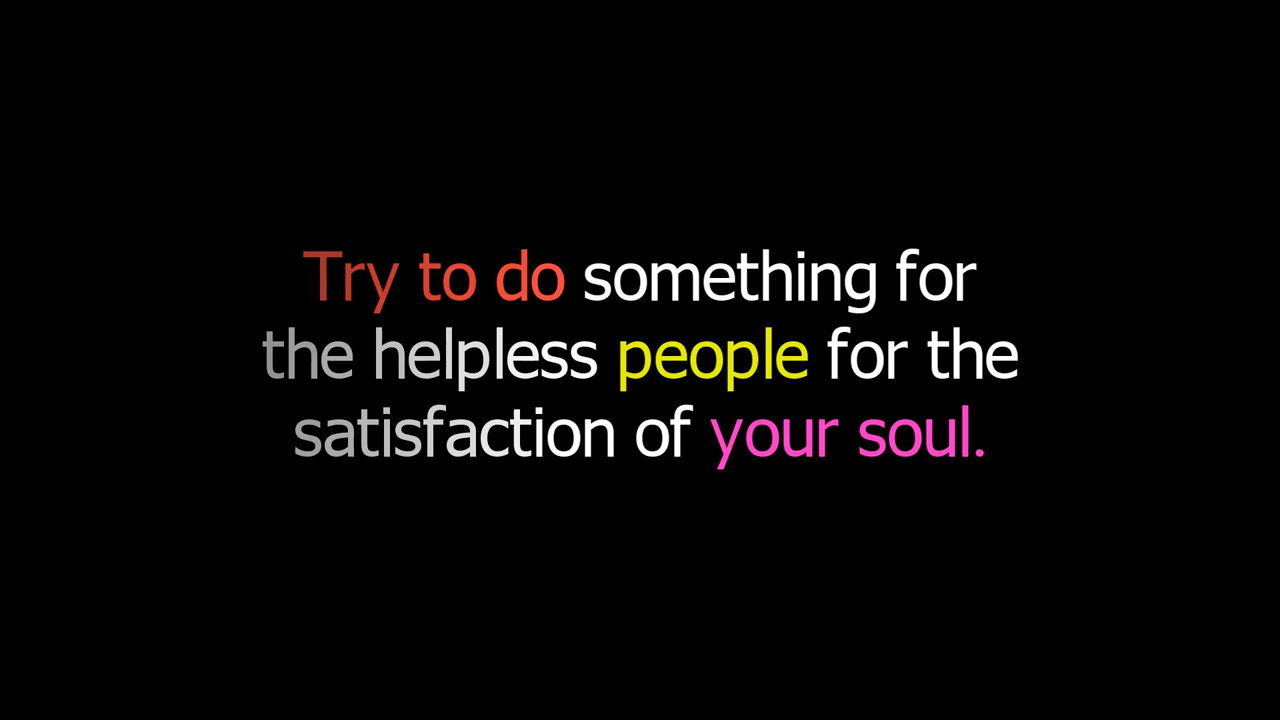 Try to do something for
the helpless people for the
satisfaction of your soul.